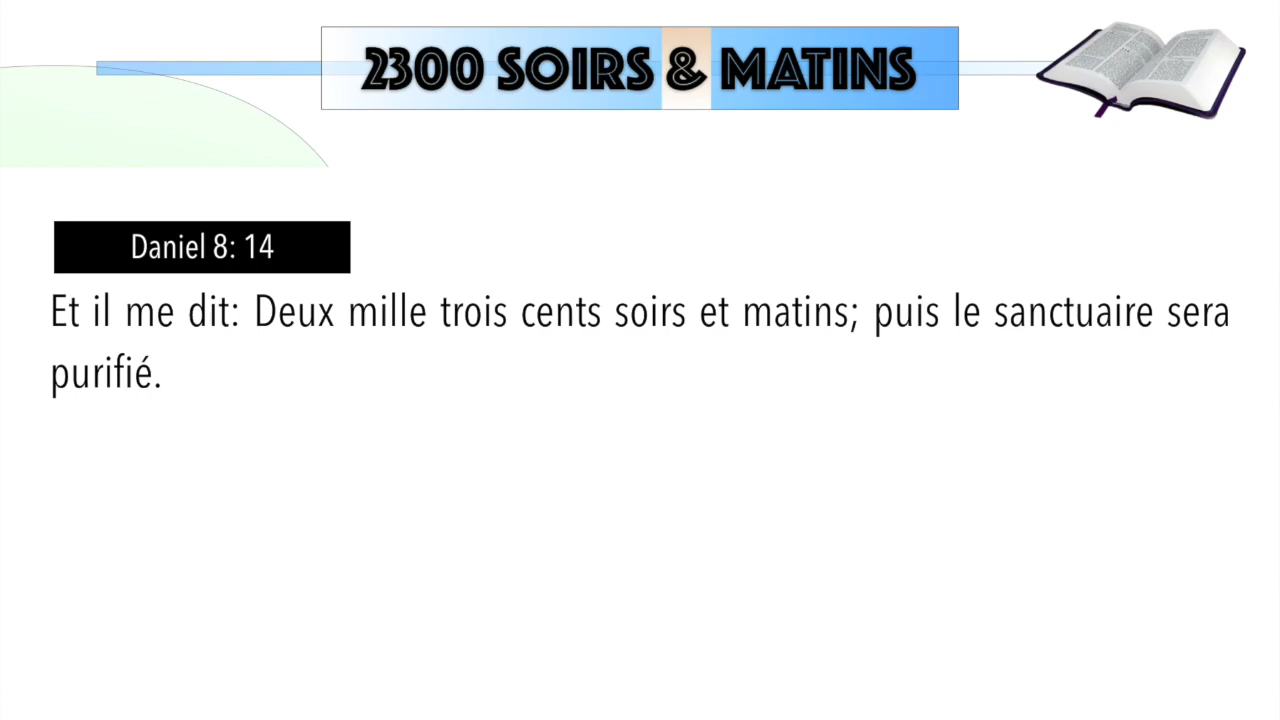 2300 SOIRS & MATINS
Daniel 8: 14
Et il me dit: Deux mille trois cents soirs et matins; puis le sanctuaire sera
purifié.